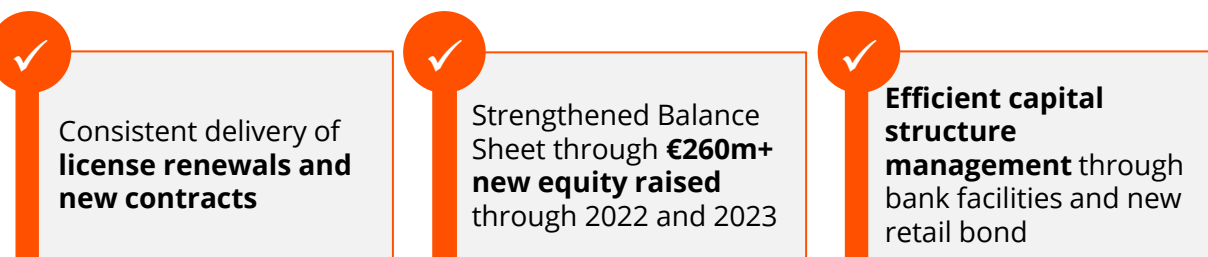 Consistent delivery of
license renewals and
new contracts
Strengthened Balance
Sheet through €260m+
new equity raised
through 2022 and 2023
Efficient capital
structure
management through
bank facilities and new
retail bond